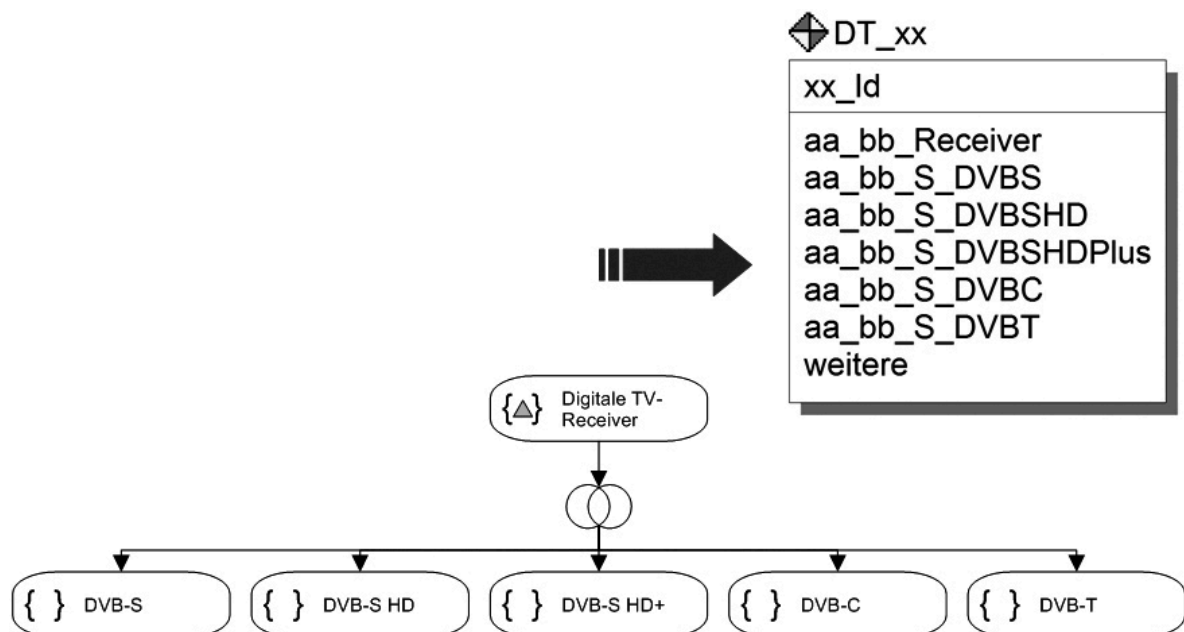 DT_xx
xx_Id
aa_bb_Receiver
aa_bb_S_DVBS
aa_bb_S_DVBSHD
aa_bb_S_DVBSHDPlus
aa_bb_S_DVBC
aa_bb_S_DVBT
weitere
{ } Digitale TV-
Receiver
{ } DVB-S
{ } DVB-S HD
{ } DVB-S HD+
{ } DVB-C
{ } DVB-T